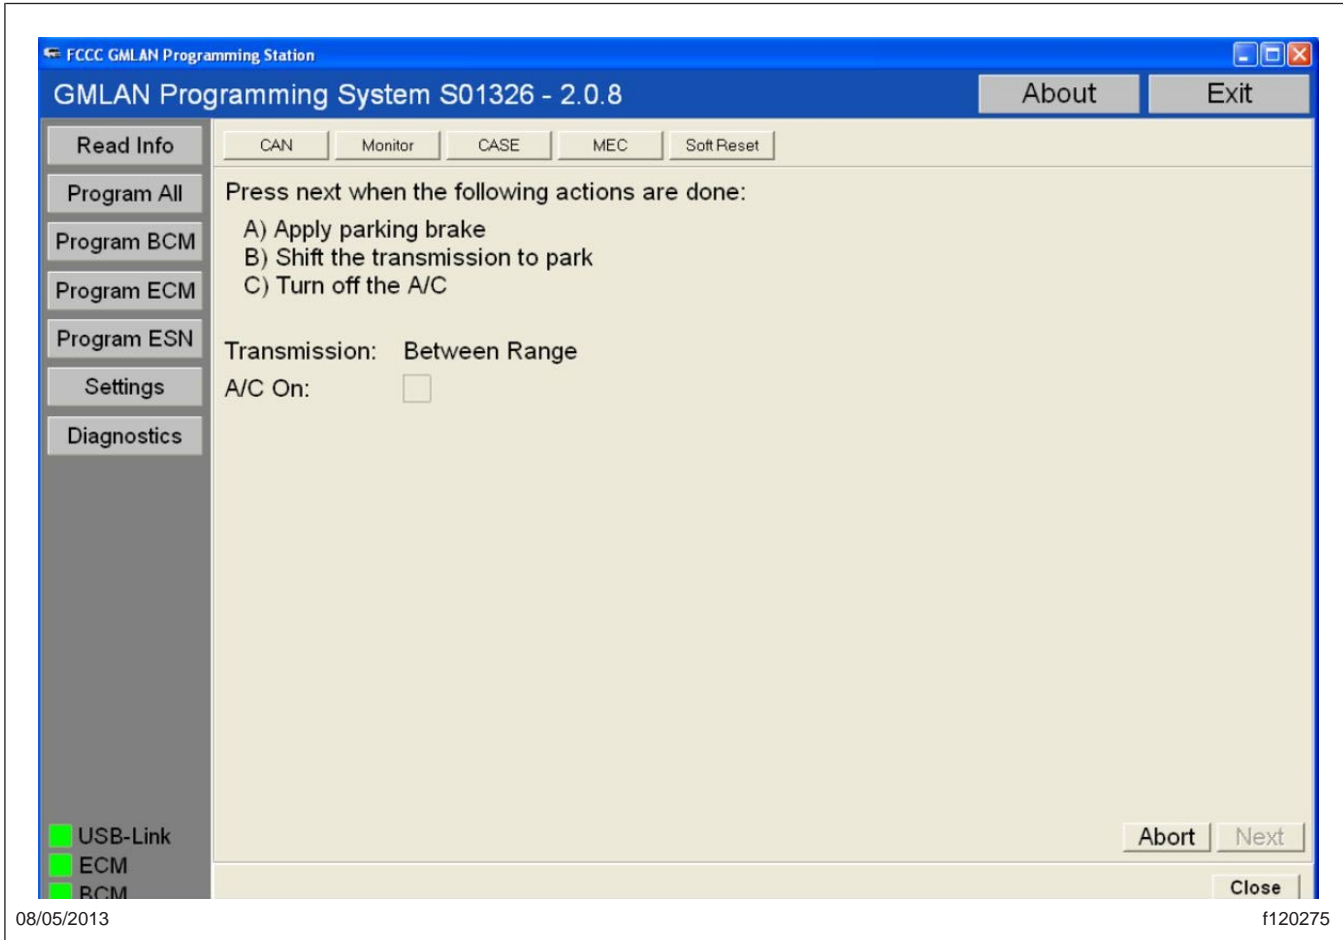 FCCC GMLAN Programming Station
GMLAN Programming System S01326 - 2.0.8
About
Exit
Read Info
CAN
Monitor
CASE
MEC
Soft Reset
Program All
Program BCM
Program ECM
Program ESN
Settings
Diagnostics
Press next when the following actions are done:
A) Apply parking brake
B) Shift the transmission to park
C) Turn off the A/C
Transmission: Between Range
A/C On:
USB-Link
ECM
BCM
Abort
Next
Close
08/05/2013
f120275